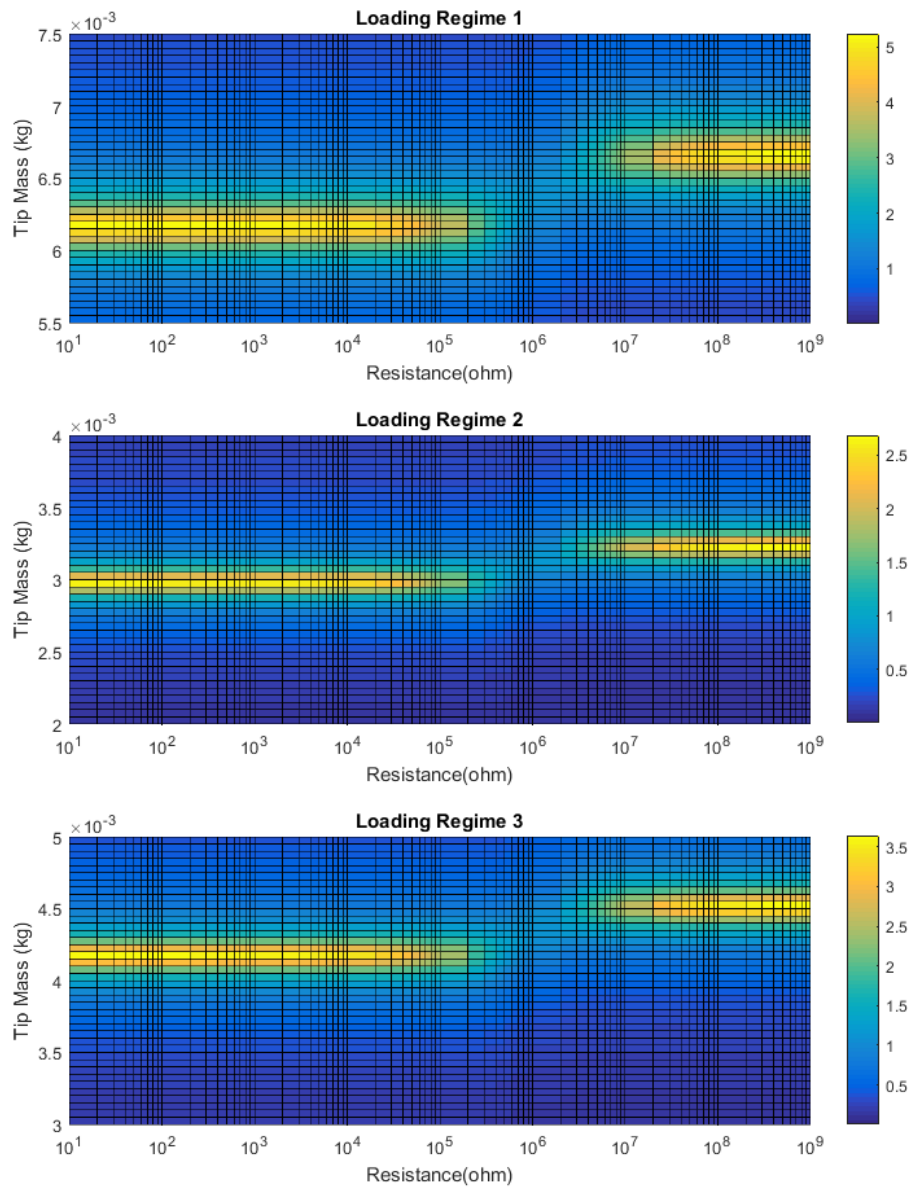 Loading Regime 1
×10⁻³
7.5
7
6.5
6
5.5
Tip Mass (kg)
10¹ 10² 10³ 10⁴ 10⁵ 10⁶ 10⁷ 10⁸ 10⁹
Resistance(ohm)
5
4
3
2
1
Loading Regime 2
×10⁻³
4
3.5
3
2.5
2
Tip Mass (kg)
10¹ 10² 10³ 10⁴ 10⁵ 10⁶ 10⁷ 10⁸ 10⁹
Resistance(ohm)
2.5
2
1.5
1
0.5
Loading Regime 3
×10⁻³
5
4.5
4
3.5
3
Tip Mass (kg)
10¹ 10² 10³ 10⁴ 10⁵ 10⁶ 10⁷ 10⁸ 10⁹
Resistance(ohm)
3.5
3
2.5
2
1.5
1
0.5